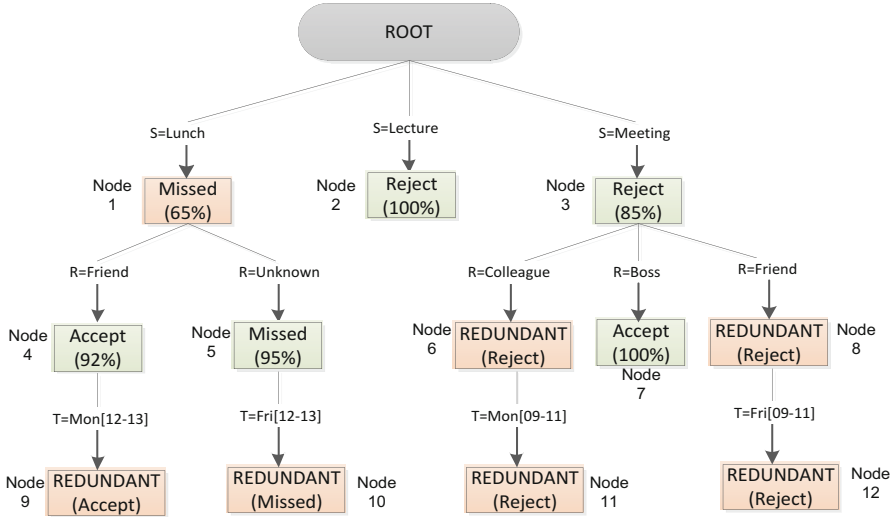 ROOT
S=Lunch
S=Lecture
S=Meeting
Node
1
Missed
(65%)
Node
2
Reject
(100%)
Node
3
Reject
(85%)
R=Friend
R=Unknown
R=Colleague
R=Boss
R=Friend
Node
4
Accept
(92%)
Node
5
Missed
(95%)
Node
6
REDUNDANT
(Reject)
Accept
(100%)
Node
7
REDUNDANT
(Reject)
Node
8
T=Mon[12-13]
T=Fri[12-13]
T=Mon[09-11]
T=Fri[09-11]
Node
9
REDUNDANT
(Accept)
REDUNDANT
(Missed)
Node
10
REDUNDANT
(Reject)
Node
11
REDUNDANT
(Reject)
Node
12